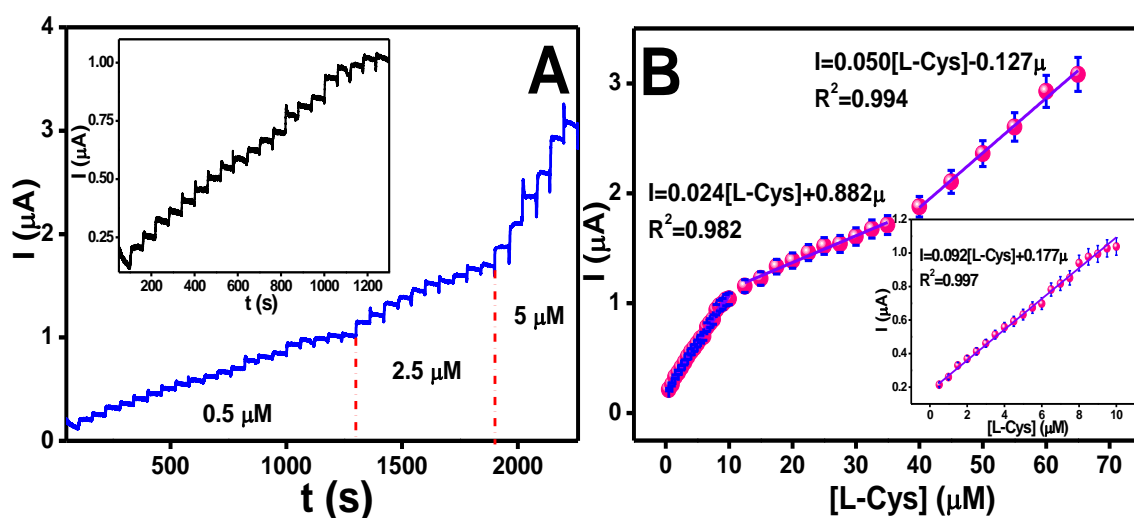 A
I (µA)
4
3
2
1
0
500
1000
1500
2000
t (s)
0.5 µM
2.5 µM
5 µM
I (µA)
1.00
0.75
0.50
0.25
200
400
600
800
1000
1200
t (s)
B
I=0.050[L-Cys]-0.127µ
R²=0.994
I=0.024[L-Cys]+0.882µ
R²=0.982
I (µA)
3
2
1
0
0
10
20
30
40
50
60
70
[L-Cys] (µM)
I=0.092[L-Cys]+0.177µ
R²=0.997
I (µA)
1.2
1.0
0.8
0.6
0.4
0.2
0
2
4
6
8
10
[L-Cys] (µM)